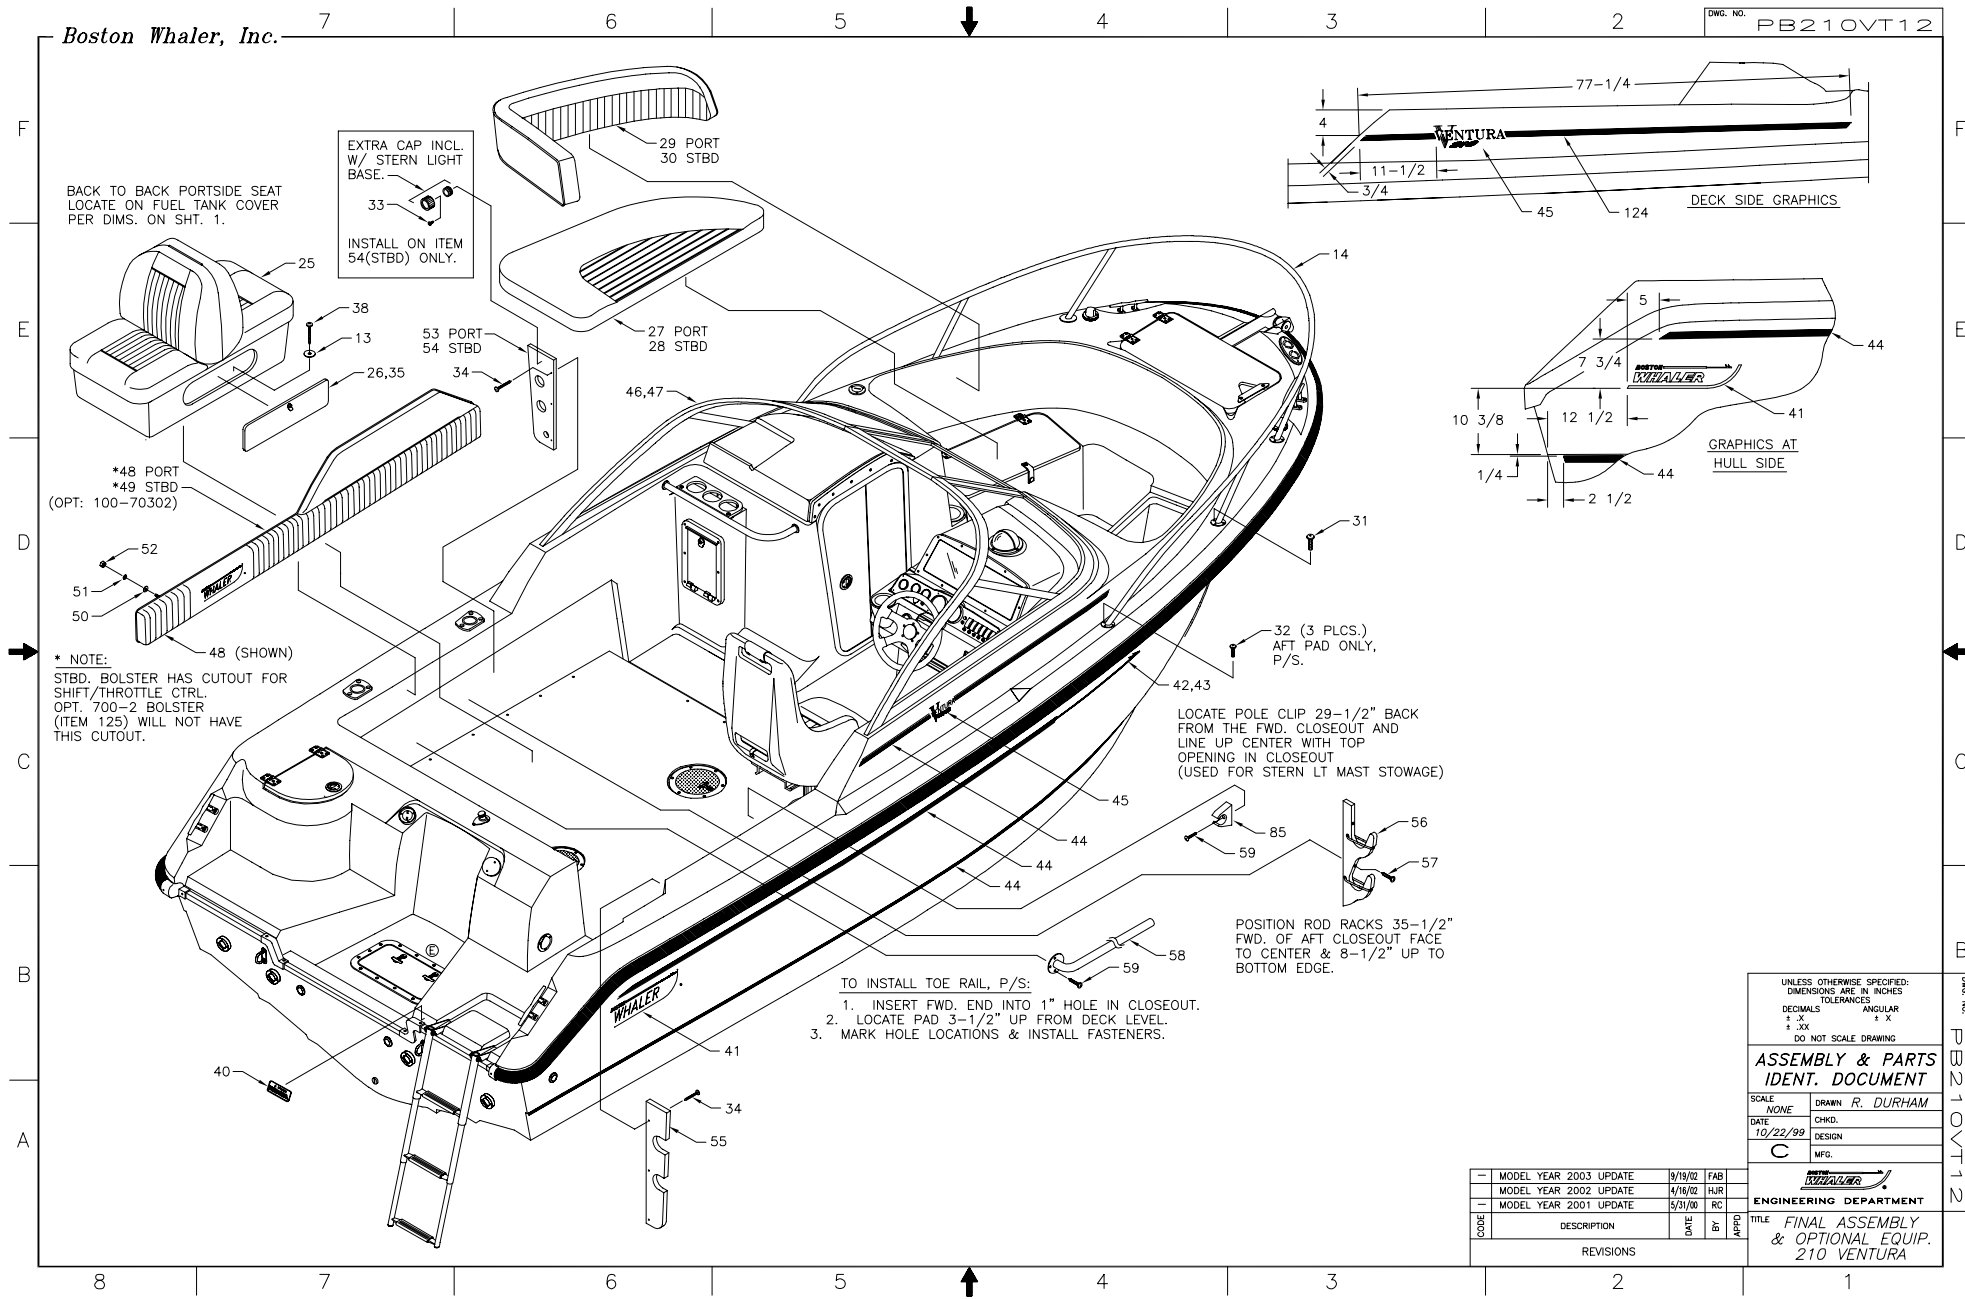 7
6
5
4
3
2
DWG. NO.
PB210VT12
Boston Whaler, Inc.
F
E
D
C
B
A
8
7
6
5
4
3
2
1
F
E
D
C
B
29 PORT
30 STBD
EXTRA CAP INCL.
W/ STERN LIGHT
BASE.
33
INSTALL ON ITEM
54(STBD) ONLY.
BACK TO BACK PORTSIDE SEAT
LOCATE ON FUEL TANK COVER
PER DIMS. ON SHT. 1.
25
38
13
26,35
53 PORT
54 STBD
34
27 PORT
28 STBD
46,47
14
*48 PORT
*49 STBD
(OPT: 100-70302)
52
51
50
48 (SHOWN)
* NOTE:
STBD. BOLSTER HAS CUTOUT FOR
SHIFT/THROTTLE CTRL.
OPT. 700-2 BOLSTER
(ITEM 125) WILL NOT HAVE
THIS CUTOUT.
WHALER
77-1/4
4
VENTURA
11-1/2
3/4
45
124
DECK SIDE GRAPHICS
5
7 3/4
44
BOSTON
WHALER
41
10 3/8
12 1/2
GRAPHICS AT
HULL SIDE
1/4
44
2 1/2
31
32 (3 PLCS.)
AFT PAD ONLY,
P/S.
42,43
LOCATE POLE CLIP 29-1/2" BACK
FROM THE FWD. CLOSEOUT AND
LINE UP CENTER WITH TOP
OPENING IN CLOSEOUT
(USED FOR STERN LT MAST STOWAGE)
45
44
44
44
85
59
56
57
POSITION ROD RACKS 35-1/2"
FWD. OF AFT CLOSEOUT FACE
TO CENTER & 8-1/2" UP TO
BOTTOM EDGE.
58
59
TO INSTALL TOE RAIL, P/S:
1. INSERT FWD. END INTO 1" HOLE IN CLOSEOUT.
2. LOCATE PAD 3-1/2" UP FROM DECK LEVEL.
3. MARK HOLE LOCATIONS & INSTALL FASTENERS.
E
WHALER
41
40
34
55
UNLESS OTHERWISE SPECIFIED:
DIMENSIONS ARE IN INCHES
TOLERANCES
DECIMALS ANGULAR
± .X ± X
± .XX
DO NOT SCALE DRAWING
ASSEMBLY & PARTS
IDENT. DOCUMENT
SCALE NONE
DRAWN R. DURHAM
DATE 10/22/99
CHKD.
DESIGN
C
MFG.
BOSTON
WHALER
ENGINEERING DEPARTMENT
TITLE FINAL ASSEMBLY
& OPTIONAL EQUIP.
210 VENTURA
DWG. NO.
PB210VT12
— MODEL YEAR 2003 UPDATE 9/19/02 FAB
MODEL YEAR 2002 UPDATE 4/16/02 HJR
— MODEL YEAR 2001 UPDATE 5/31/00 RC
CODE DESCRIPTION DATE BY APPD
REVISIONS